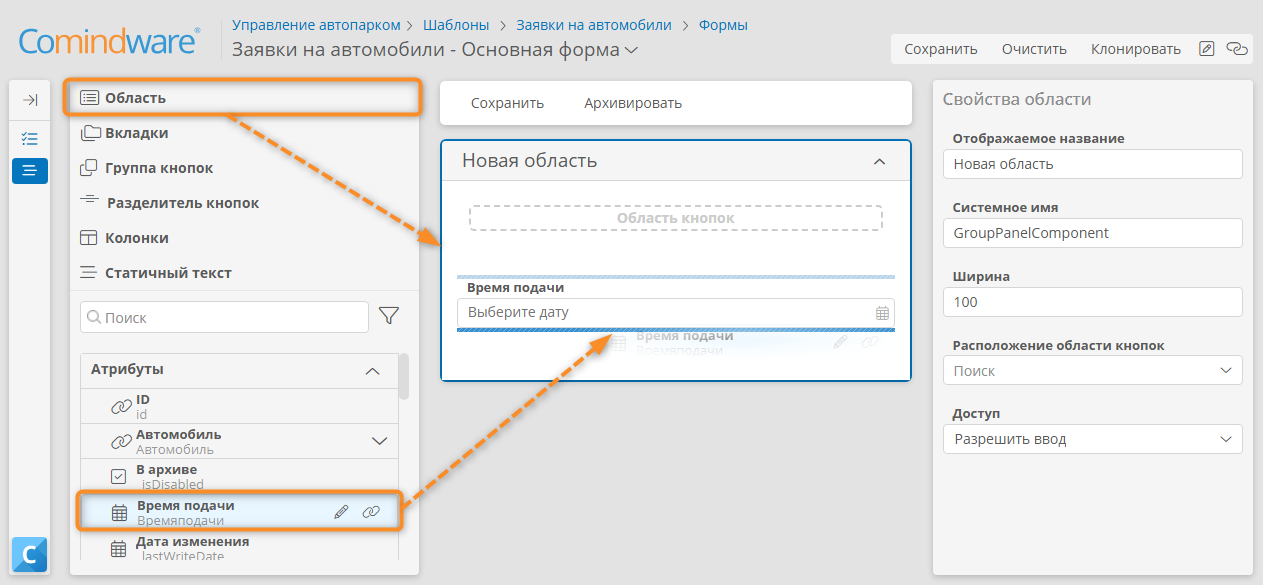 Comindware®
Управление автопарком > Шаблоны > Заявки на автомобили > Формы
Заявки на автомобили - Основная форма
Сохранить Очистить Клонировать
Область
Вкладки
Группа кнопок
Разделитель кнопок
Колонки
Статичный текст
Поиск
Атрибуты
ID
id
Автомобиль
Автомобиль
В архиве
_isDisabled
Время подачи
Времяподачи
Дата изменения
_lastWriteDate
C
Сохранить Архивировать
Новая область
Область кнопок
Время подачи
Выберите дату
Время подачи
Времяподачи
Свойства области
Отображаемое название
Новая область
Системное имя
GroupPanelComponent
Ширина
100
Расположение области кнопок
Поиск
Доступ
Разрешить ввод